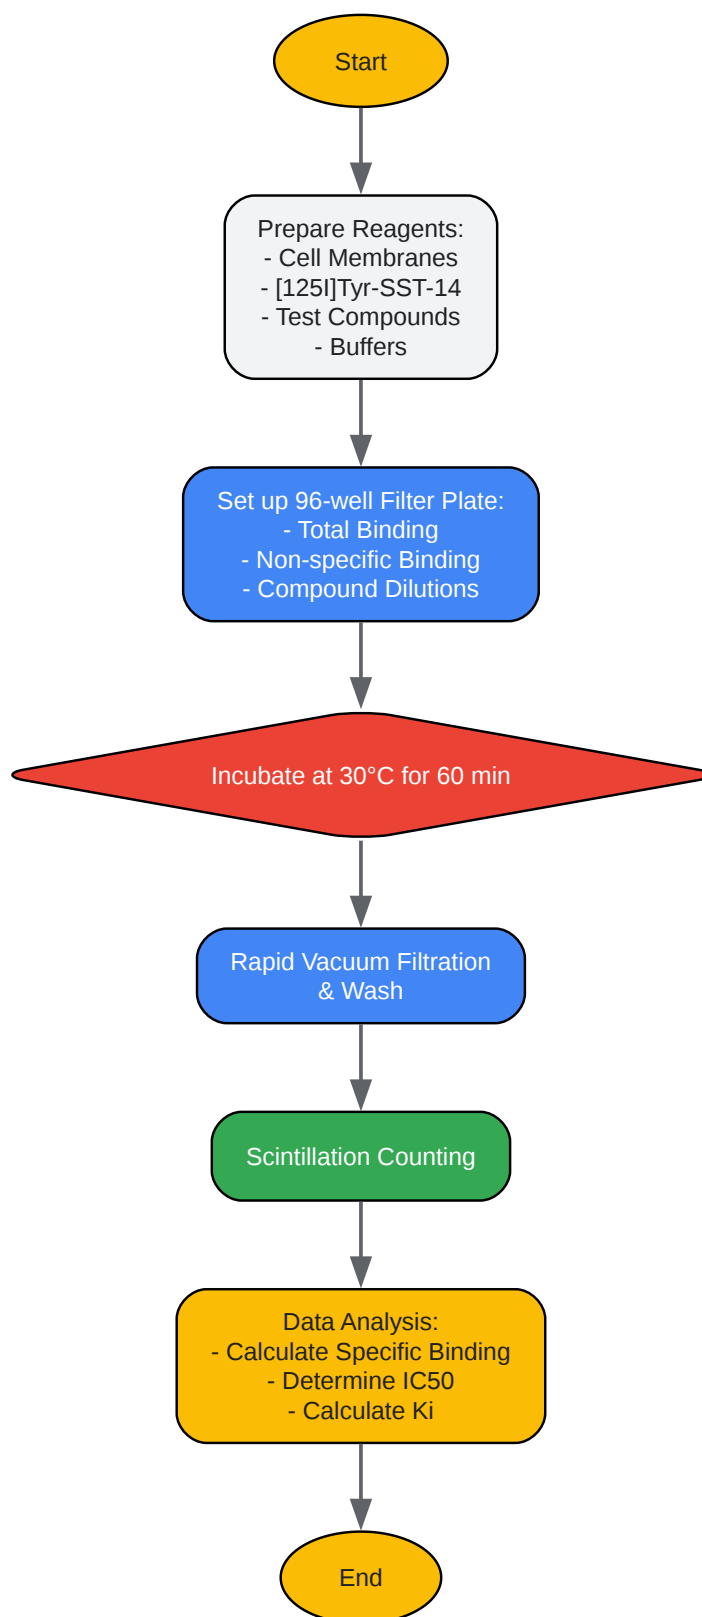 Start
Prepare Reagents:
- Cell Membranes
- [125I]Tyr-SST-14
- Test Compounds
- Buffers
Set up 96-well Filter Plate:
- Total Binding
- Non-specific Binding
- Compound Dilutions
Incubate at 30°C for 60 min
Rapid Vacuum Filtration
& Wash
Scintillation Counting
Data Analysis:
- Calculate Specific Binding
- Determine IC50
- Calculate Ki
End